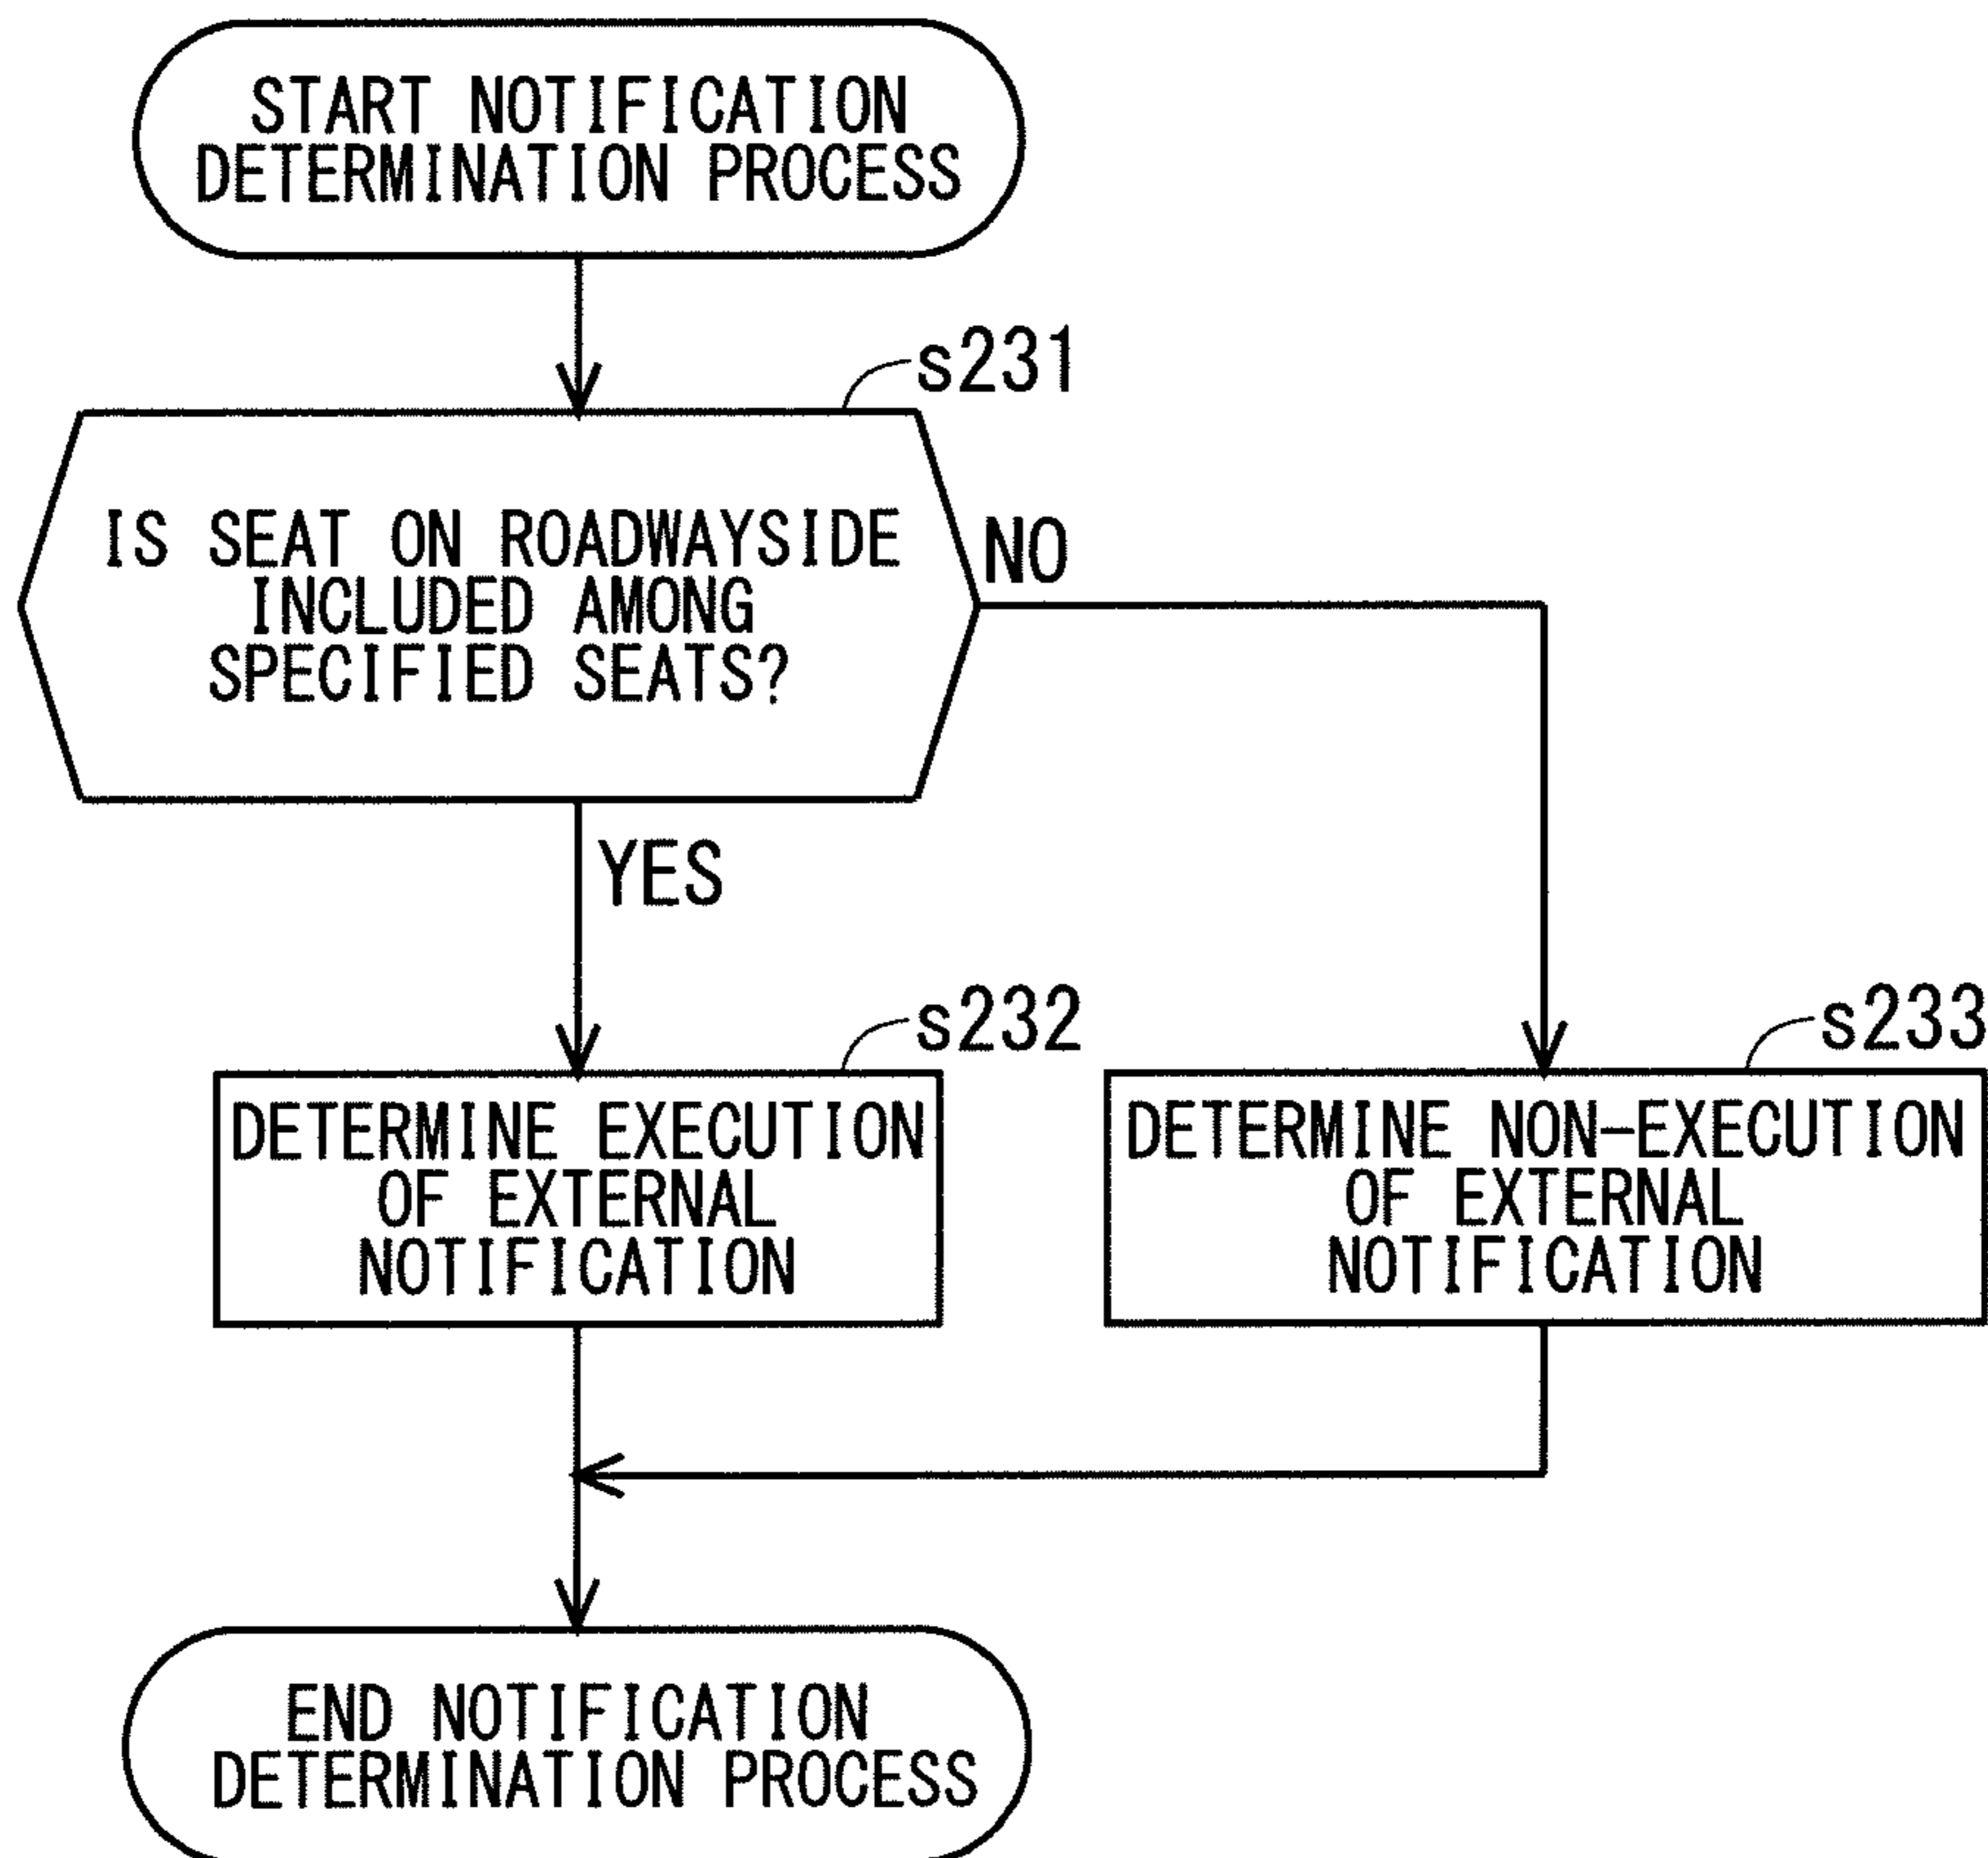 START NOTIFICATION
DETERMINATION PROCESS
s231
IS SEAT ON ROADWAYSIDE
INCLUDED AMONG
SPECIFIED SEATS?
NO
YES
s232
DETERMINE EXECUTION
OF EXTERNAL
NOTIFICATION
s233
DETERMINE NON-EXECUTION
OF EXTERNAL
NOTIFICATION
END NOTIFICATION
DETERMINATION PROCESS